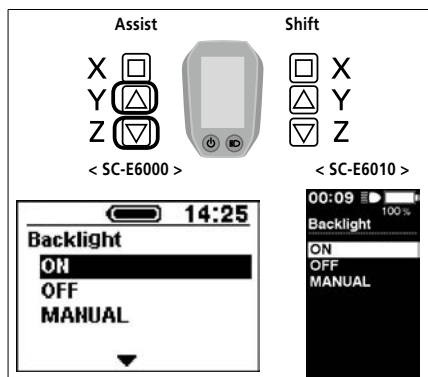 Assist Shift
X X
Y Y
Z Z
< SC-E6000 > < SC-E6010 >
14:25
Backlight
ON
OFF
MANUAL
00:09
100%
Backlight
ON
OFF
MANUAL